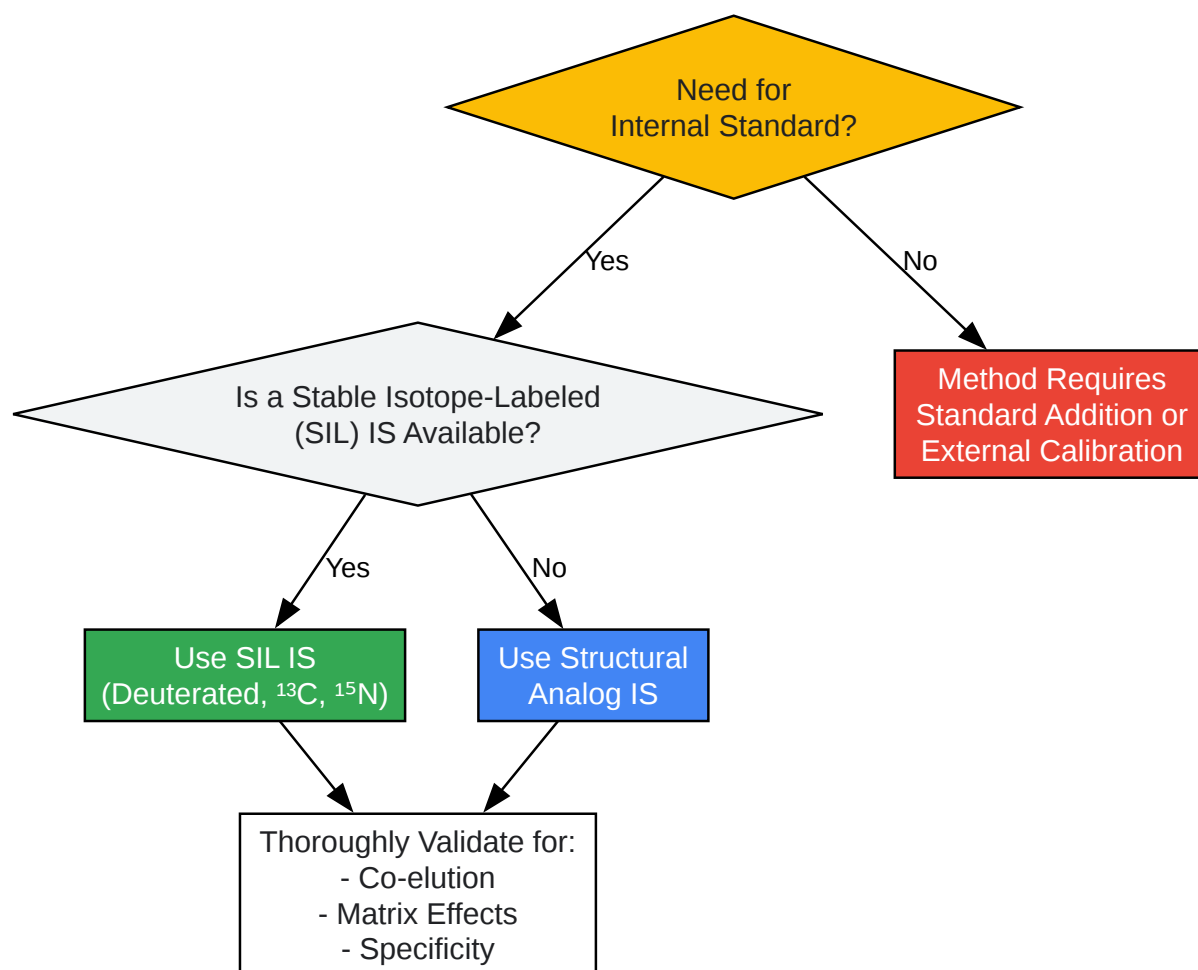 Need for
Internal Standard?
Yes
No
Is a Stable Isotope-Labeled
(SIL) IS Available?
Method Requires
Standard Addition or
External Calibration
Yes
No
Use SIL IS
(Deuterated, ¹³C, ¹⁵N)
Use Structural
Analog IS
Thoroughly Validate for:
- Co-elution
- Matrix Effects
- Specificity